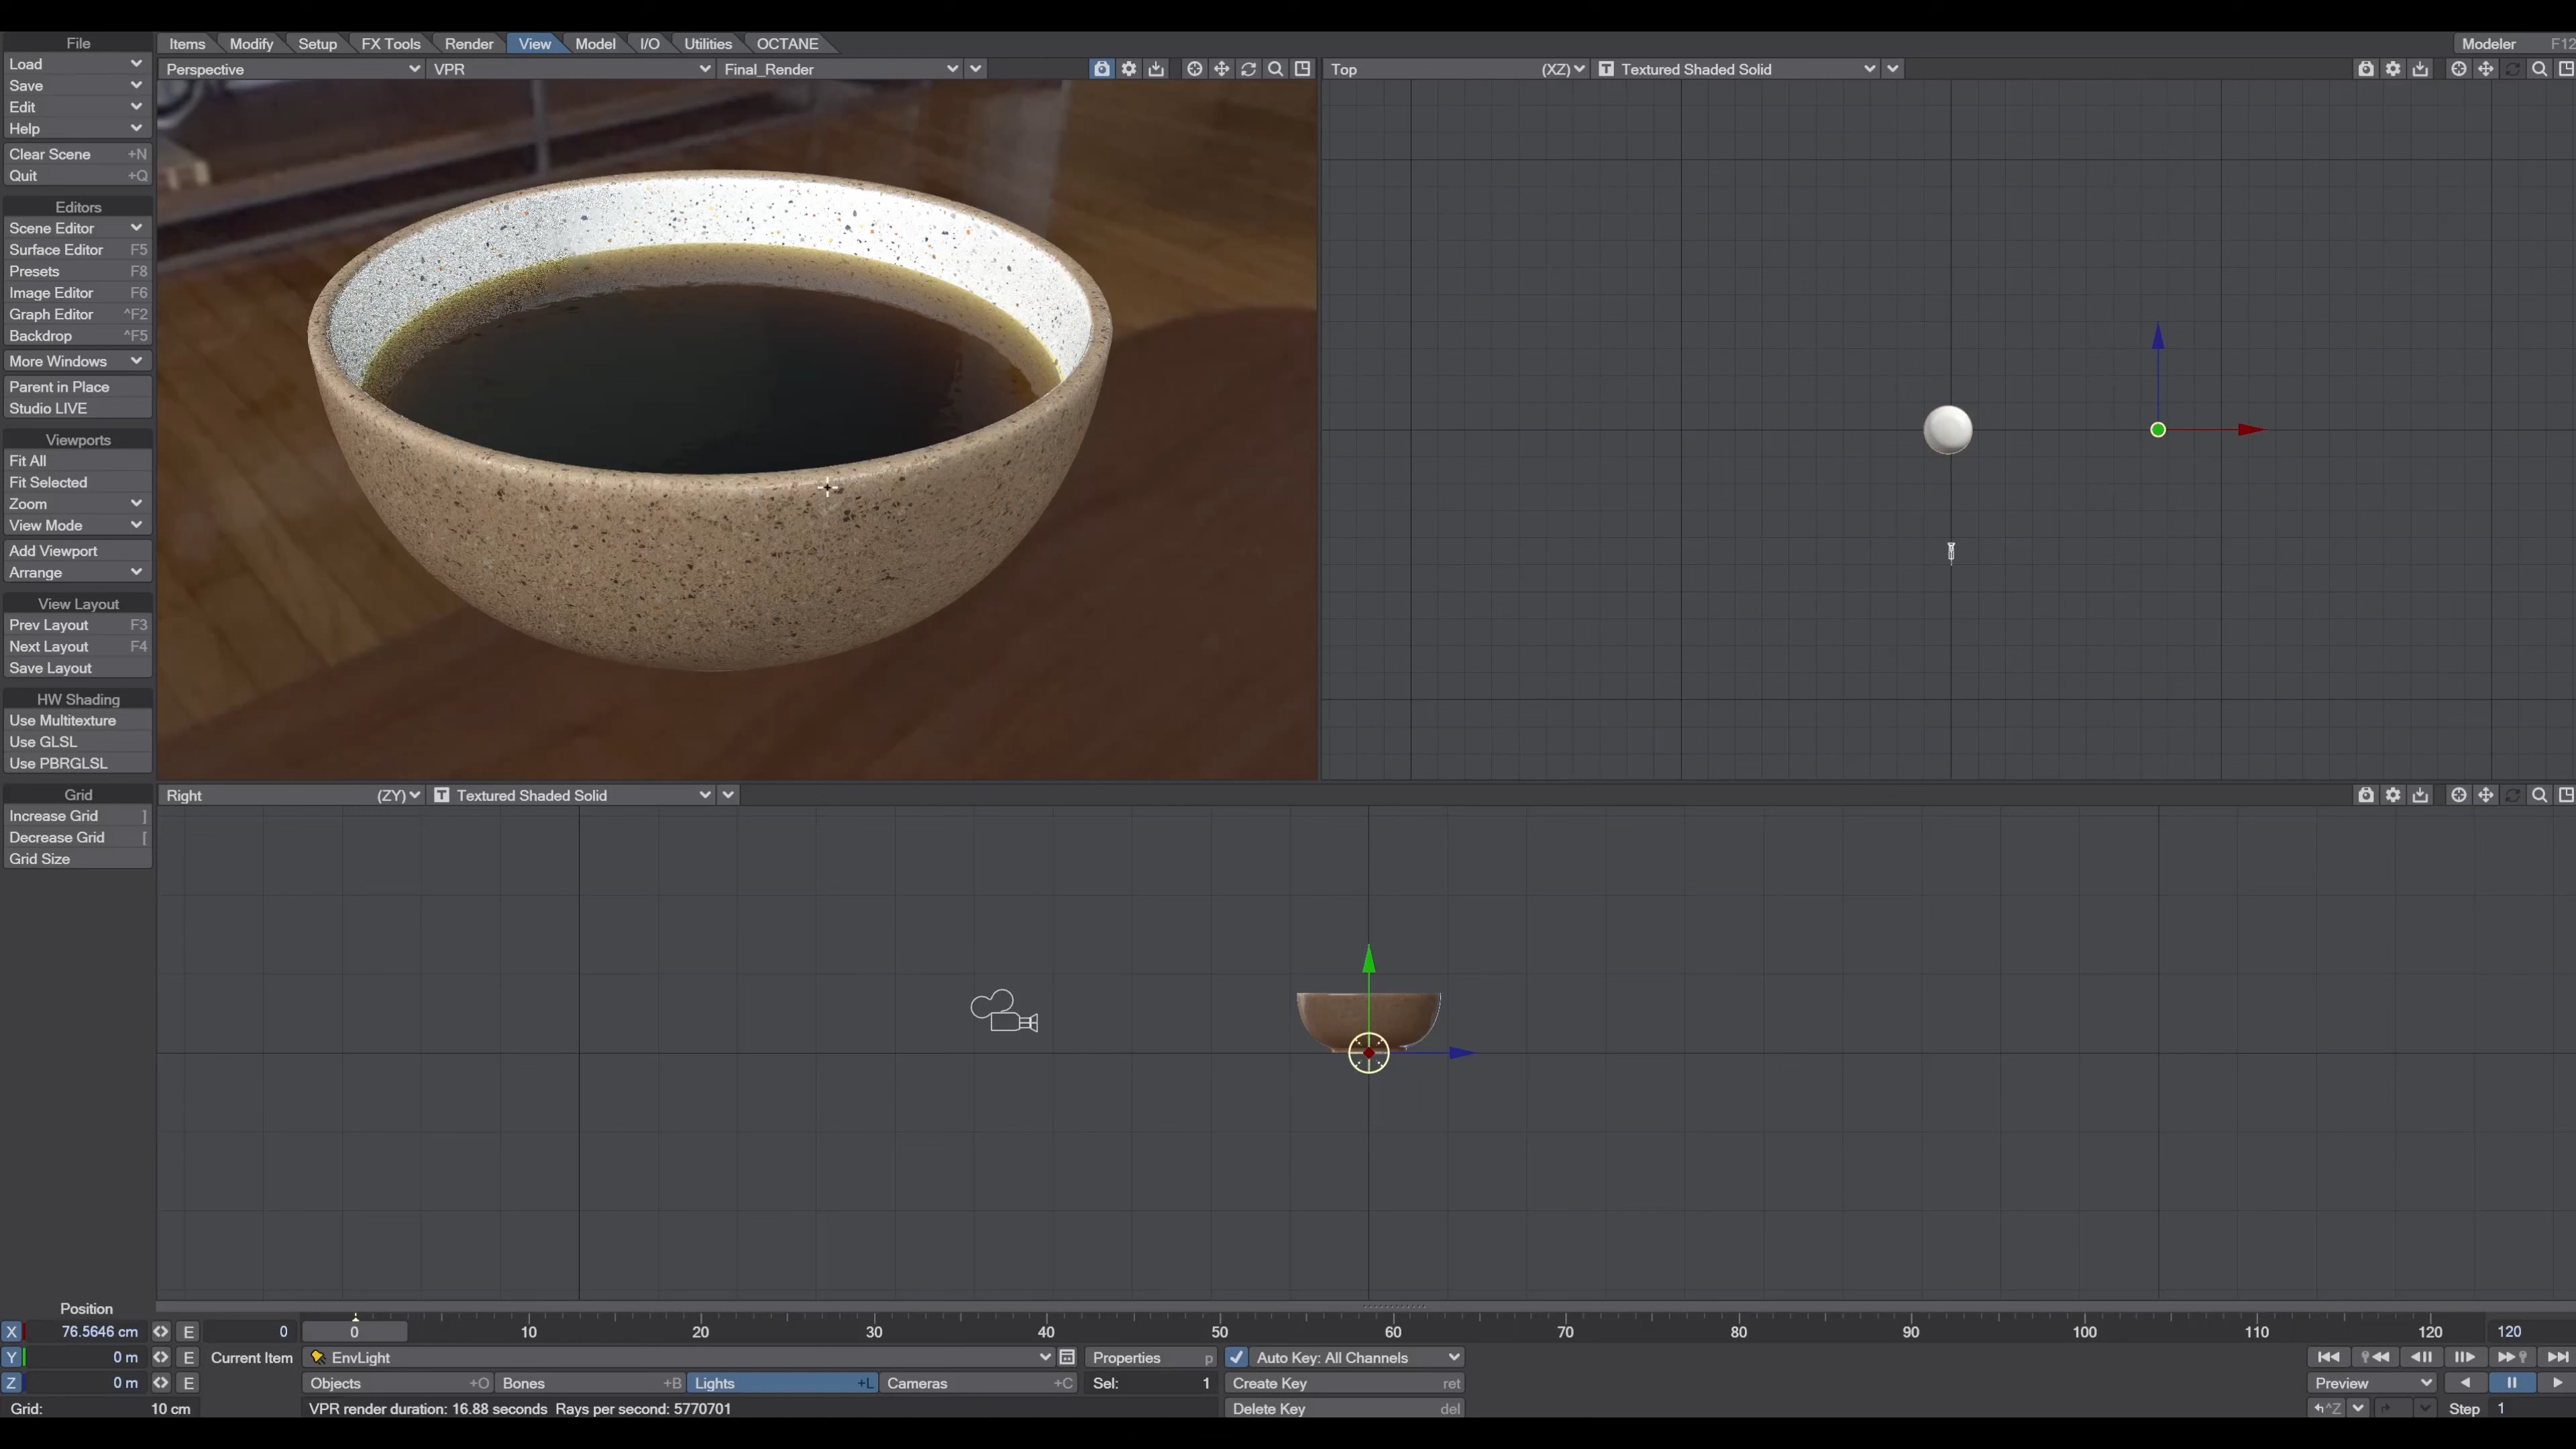 File
Items Modify Setup FX Tools Render View Model I/O Utilities OCTANE Modeler F12
Load
Perspective VPR Final_Render Top (XZ) T Textured Shaded Solid
Save
Edit
Help
Clear Scene +N
Quit +Q
Editors
Scene Editor
Surface Editor F5
Presets F8
Image Editor F6
Graph Editor ^F2
Backdrop ^F5
More Windows
Parent in Place
Studio LIVE
Viewports
Fit All
Fit Selected
Zoom
View Mode
Add Viewport
Arrange
View Layout
Prev Layout F3
Next Layout F4
Save Layout
HW Shading
Use Multitexture
Use GLSL
Use PBRGLSL
Grid
Right (ZY) T Textured Shaded Solid
Increase Grid ]
Decrease Grid [
Grid Size
Position
X 76.5646 cm E 0 0 10 20 30 40 50 60 70 80 90 100 110 120 120
Y 0 m E Current Item EnvLight Properties p Auto Key: All Channels
Z 0 m E Objects +O Bones +B Lights +L Cameras +C Sel: 1 Create Key ret Preview
Grid: 10 cm VPR render duration: 16.88 seconds Rays per second: 5770701 Delete Key del ^Z Step 1